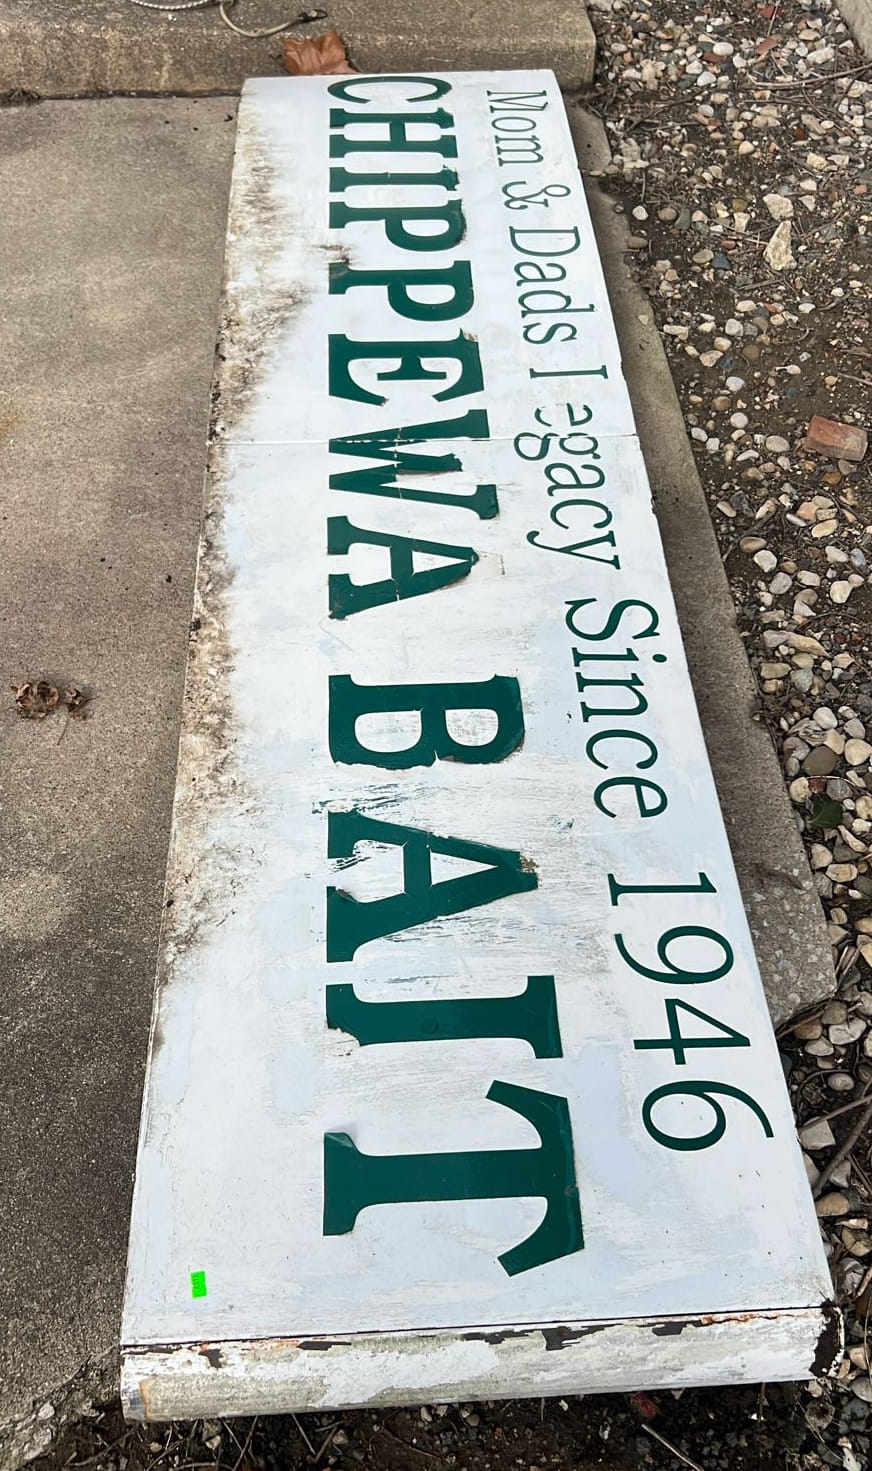 Mom & Dads Legacy Since 1946
CHIPPEWA BAIT